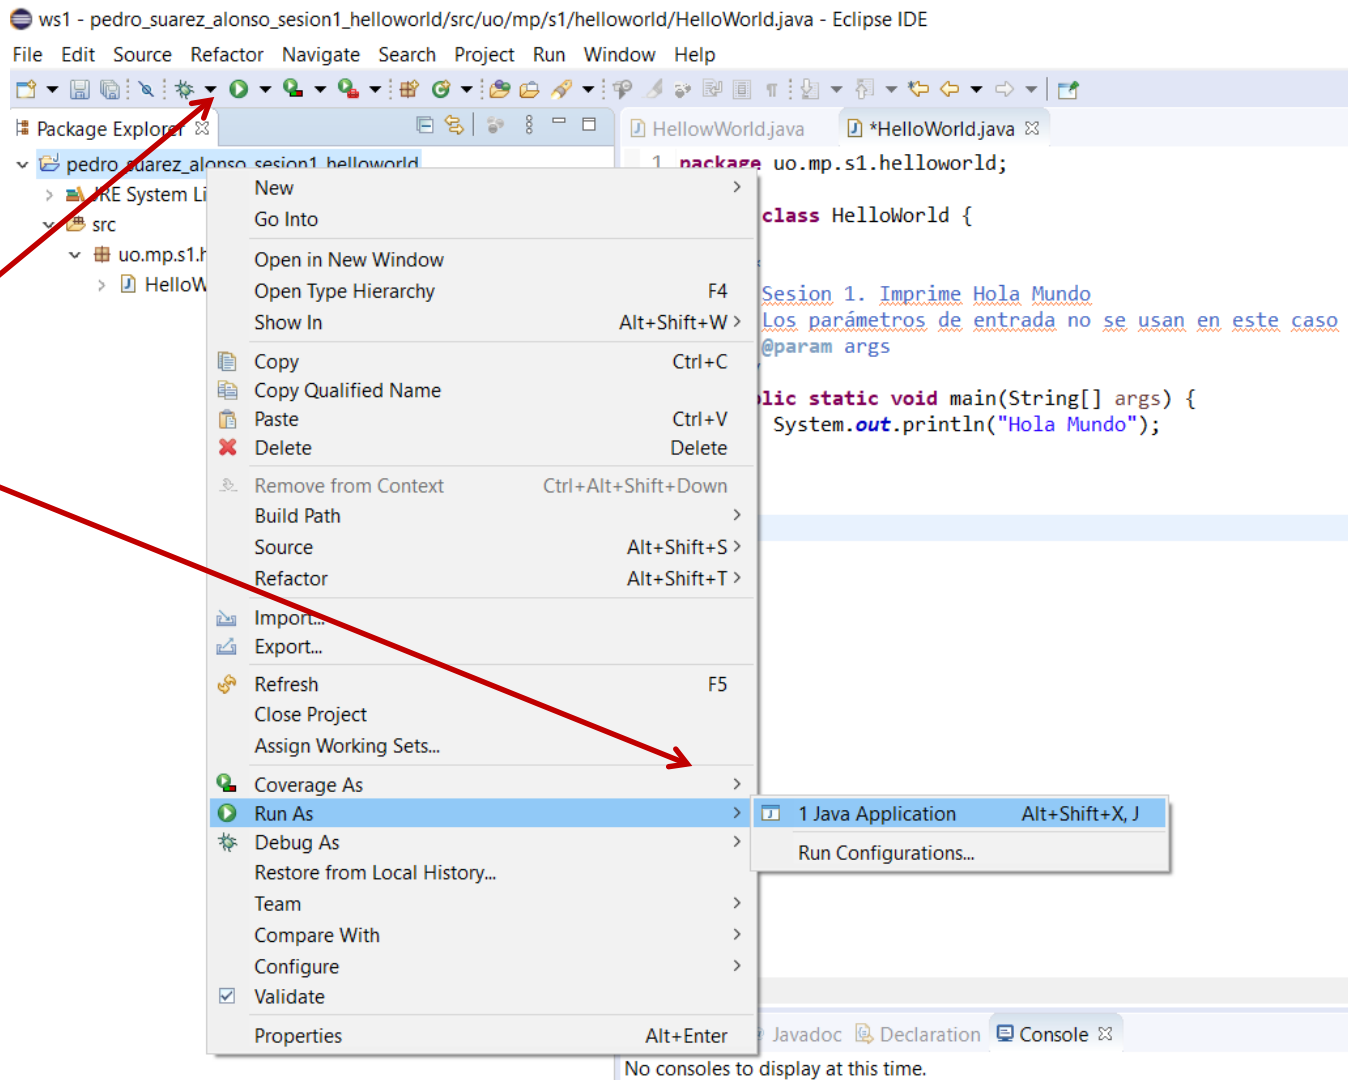 ws1 - pedro_suarez_alonso_sesion1_helloworld/src/uo/mp/s1/helloworld/HelloWorld.java - Eclipse IDE
File Edit Source Refactor Navigate Search Project Run Window Help
Package Explorer
HellowWorld.java *HelloWorld.java
pedro_suarez_alonso_sesion1_helloworld
JRE System Li
src
uo.mp.s1.h
HelloW
New
Go Into
Open in New Window
Open Type Hierarchy F4
Show In Alt+Shift+W >
Copy Ctrl+C
Copy Qualified Name
Paste Ctrl+V
Delete Delete
Remove from Context Ctrl+Alt+Shift+Down
Build Path >
Source Alt+Shift+S >
Refactor Alt+Shift+T >
Import...
Export...
Refresh F5
Close Project
Assign Working Sets...
Coverage As >
Run As >
Debug As >
Restore from Local History...
Team >
Compare With >
Configure >
Validate
Properties Alt+Enter
1 Java Application Alt+Shift+X, J
Run Configurations...
1 package uo.mp.s1.helloworld;
class HelloWorld {
Sesion 1. Imprime Hola Mundo
Los parámetros de entrada no se usan en este caso
@param args
lic static void main(String[] args) {
System.out.println("Hola Mundo");
Javadoc Declaration Console
No consoles to display at this time.